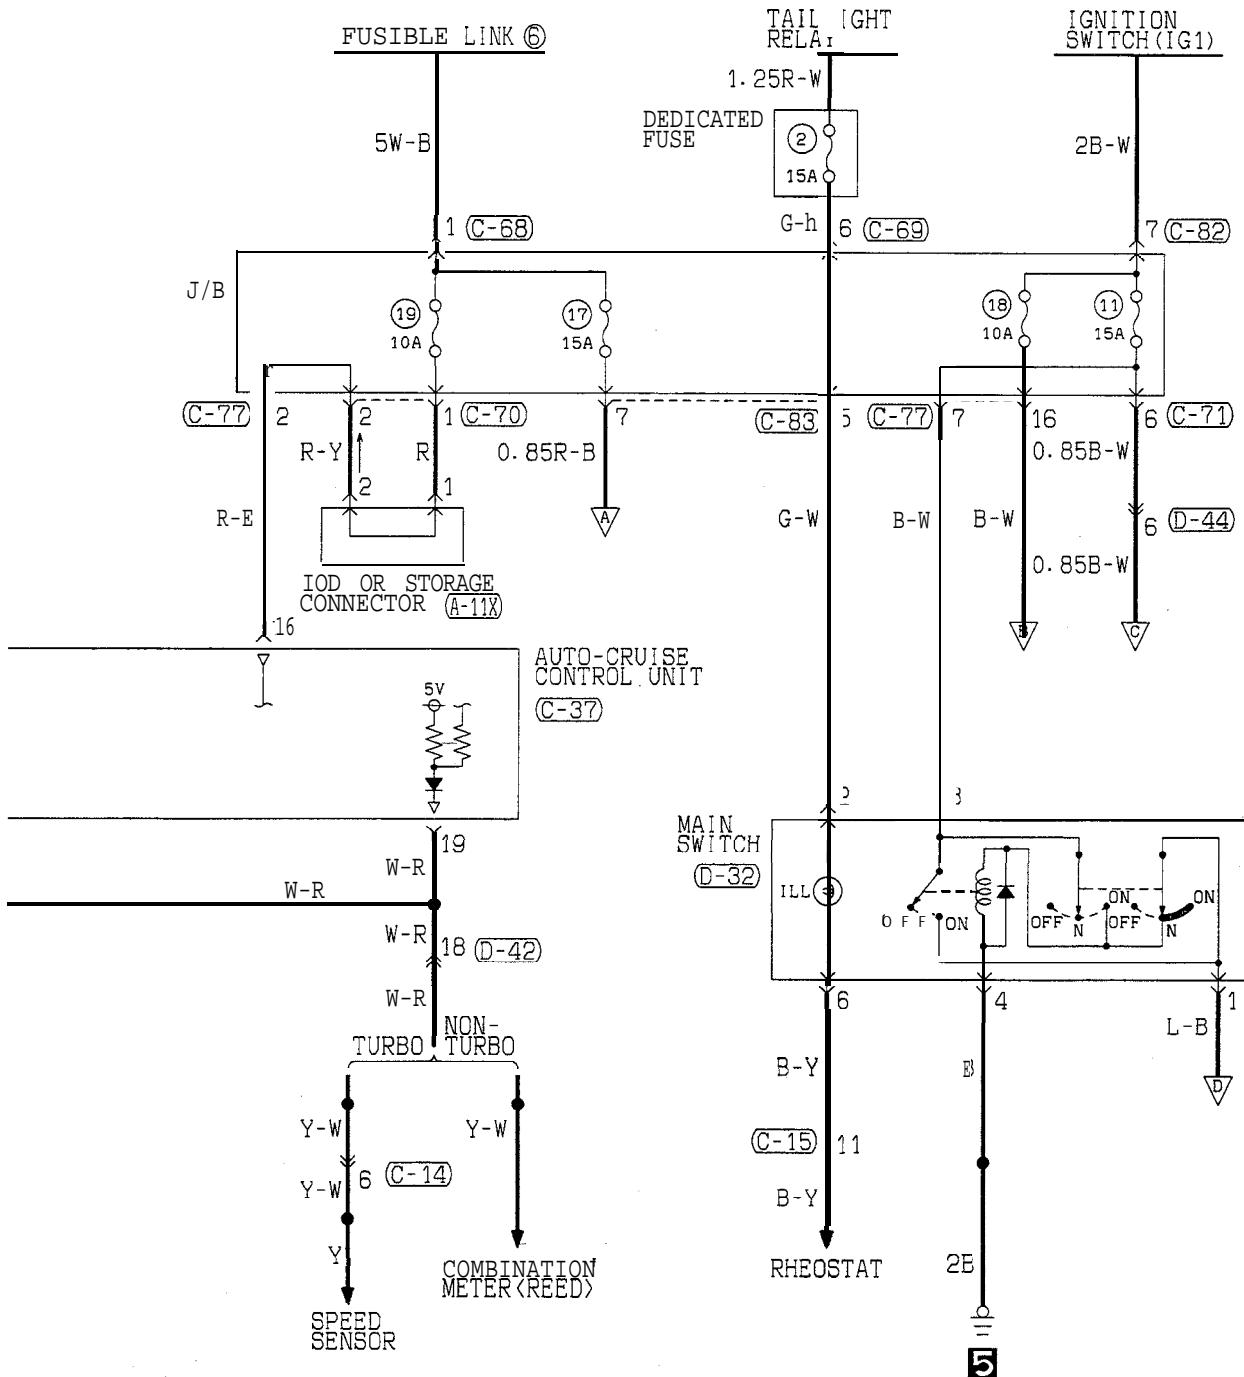 FUSIBLE LINK ⑥
TAIL IGHT
RELA
IGNITION
SWITCH(IG1)
1.25R-W
DEDICATED
FUSE
2
15A
5W-B
2B-W
1 C-68
G-h 6 C-69
7 C-82
J/B
19
10A
17
15A
18
10A
11
15A
C-77 2
2
1 C-70
7
C-83 5
C-77 7
16
6 C-71
R-Y
R
0.85R-B
0.85B-W
2
1
R-E
A
G-W
B-W
B-W
6 D-44
0.85B-W
IOD OR STORAGE
CONNECTOR A-11X
16
C
AUTO-CRUISE
CONTROL UNIT
C-37
5V
MAIN
SWITCH
D-32
19
W-R
W-R
W-R
18 D-42
W-R
ILL
OFF
ON
OFF
N
ON
OFF
N
ON
6
4
1
L-B
D
TURBO
NON-
TURBO
B-Y
Y-W
Y-W
C-15 11
6 C-14
Y-W
B-Y
Y
COMBINATION
METER<REED>
RHEOSTAT
2B
SPEED
SENSOR
5